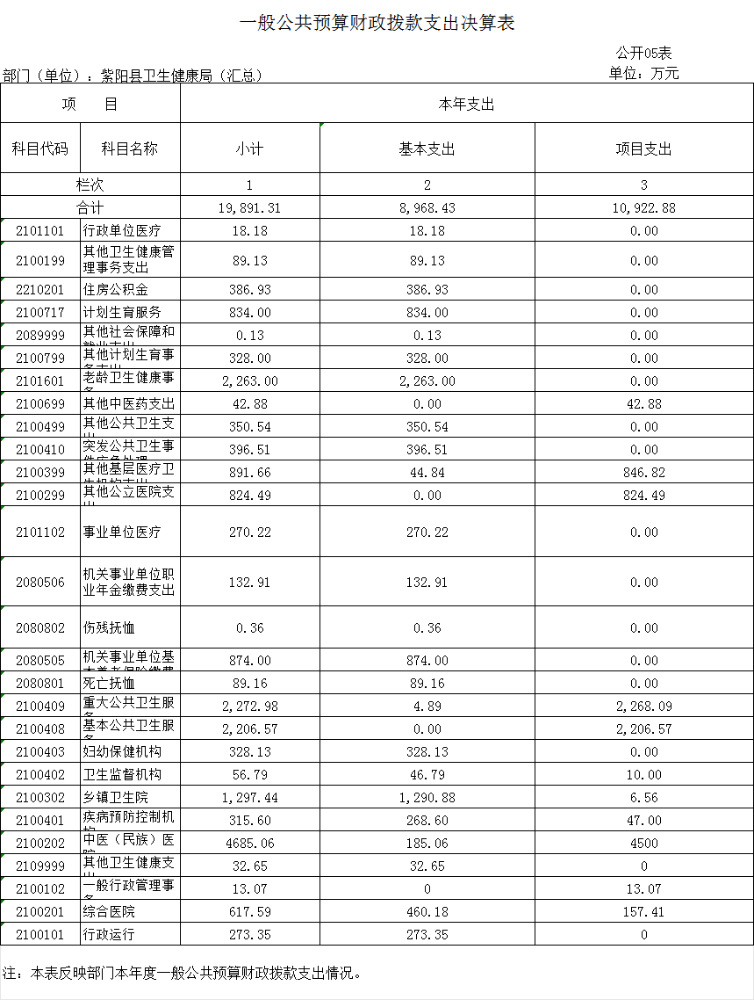 一般公共预算财政拨款支出决算表
公开05表
部门（单位）：紫阳县卫生健康局（汇总）
单位：万元
项 目 本年支出
科目代码 科目名称 小计 基本支出 项目支出
栏次 1 2 3
合计 19,891.31 8,968.43 10,922.88
2101101 行政单位医疗 18.18 18.18 0.00
2100199 其他卫生健康管 89.13 89.13 0.00
理事务支出
2210201 住房公积金 386.93 386.93 0.00
2100717 计划生育服务 834.00 834.00 0.00
2089999 其他社会保障和 0.13 0.13 0.00
2100799 其他计划生育事 328.00 328.00 0.00
2101601 老龄卫生健康事 2,263.00 2,263.00 0.00
2100699 其他中医药支出 42.88 0.00 42.88
2100499 其他公共卫生支 350.54 350.54 0.00
2100410 突发公共卫生事 396.51 396.51 0.00
2100399 其他基层医疗卫 891.66 44.84 846.82
2100299 其他公立医院支 824.49 0.00 824.49
2101102 事业单位医疗 270.22 270.22 0.00
2080506 机关事业单位职 132.91 132.91 0.00
业年金缴费支出
2080802 伤残抚恤 0.36 0.36 0.00
2080505 机关事业单位基 874.00 874.00 0.00
2080801 死亡抚恤 89.16 89.16 0.00
2100409 重大公共卫生服 2,272.98 4.89 2,268.09
2100408 基本公共卫生服 2,206.57 0.00 2,206.57
2100403 妇幼保健机构 328.13 328.13 0.00
2100402 卫生监督机构 56.79 46.79 10.00
2100302 乡镇卫生院 1,297.44 1,290.88 6.56
2100401 疾病预防控制机 315.60 268.60 47.00
2100202 中医（民族）医 4685.06 185.06 4500
2109999 其他卫生健康支 32.65 32.65 0
2100102 一般行政管理事 13.07 0 13.07
2100201 综合医院 617.59 460.18 157.41
2100101 行政运行 273.35 273.35 0
注：本表反映部门本年度一般公共预算财政拨款支出情况。